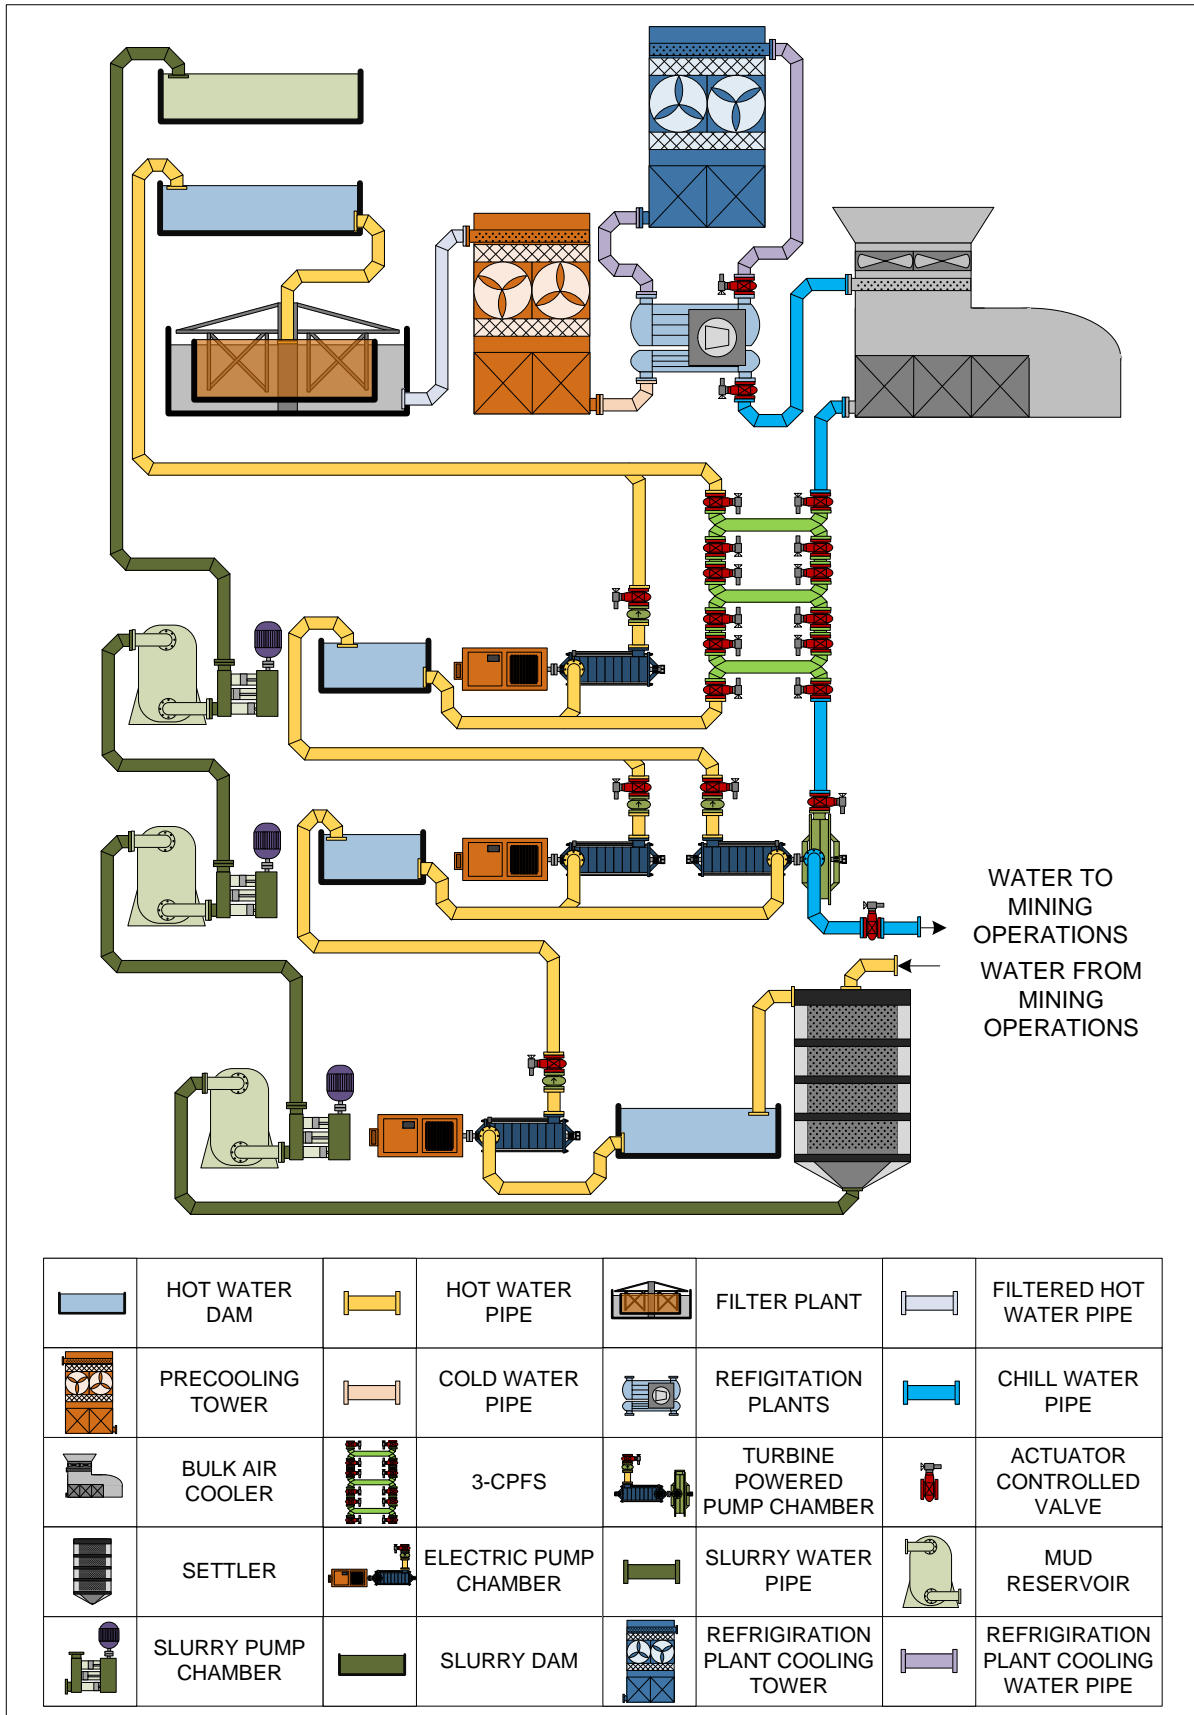 WATER TO
MINING
OPERATIONS
WATER FROM
MINING
OPERATIONS
HOT WATER
DAM
HOT WATER
PIPE
FILTER PLANT
FILTERED HOT
WATER PIPE
PRECOOLING
TOWER
COLD WATER
PIPE
REFIGITATION
PLANTS
CHILL WATER
PIPE
BULK AIR
COOLER
3-CPFS
TURBINE
POWERED
PUMP CHAMBER
ACTUATOR
CONTROLLED
VALVE
SETTLER
ELECTRIC PUMP
CHAMBER
SLURRY WATER
PIPE
MUD
RESERVOIR
SLURRY PUMP
CHAMBER
SLURRY DAM
REFRIGIRATION
PLANT COOLING
TOWER
REFRIGIRATION
PLANT COOLING
WATER PIPE